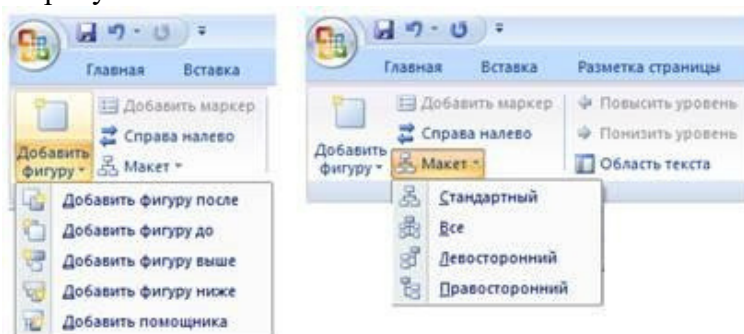 Главная Вставка
Добавить маркер
Справа налево
Добавить
фигуру
Макет
Добавить фигуру после
Добавить фигуру до
Добавить фигуру выше
Добавить фигуру ниже
Добавить помощника
Главная Вставка Разметка страницы
Добавить маркер Повысить уровень
Справа налево Понизить уровень
Добавить
фигуру
Макет Область текста
Стандартный
Все
Левосторонний
Правосторонний